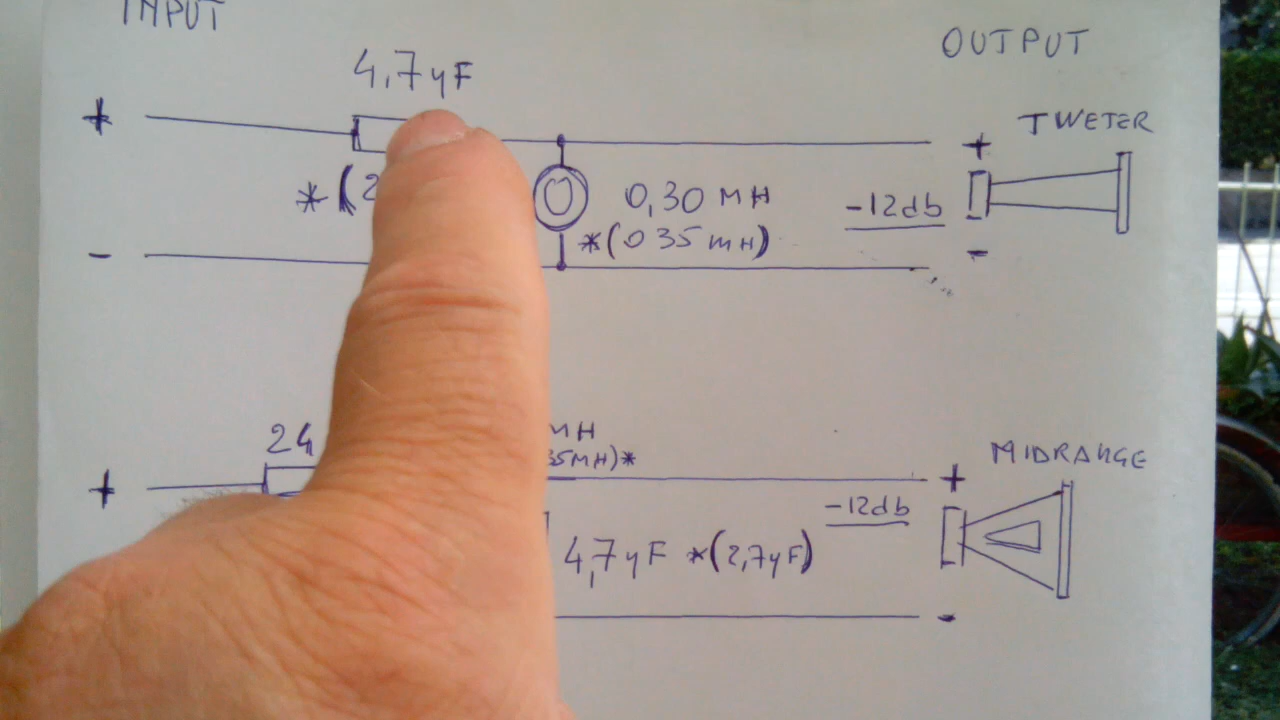 INPUT
OUTPUT
4,7yF
+
+ TWETER
*(2
0,30 MH
-12db
*(035mH)
-
-
24
MH
35MH)*
MIDRANGE
+
+
-12db
4,7yF *(2,7yF)
-